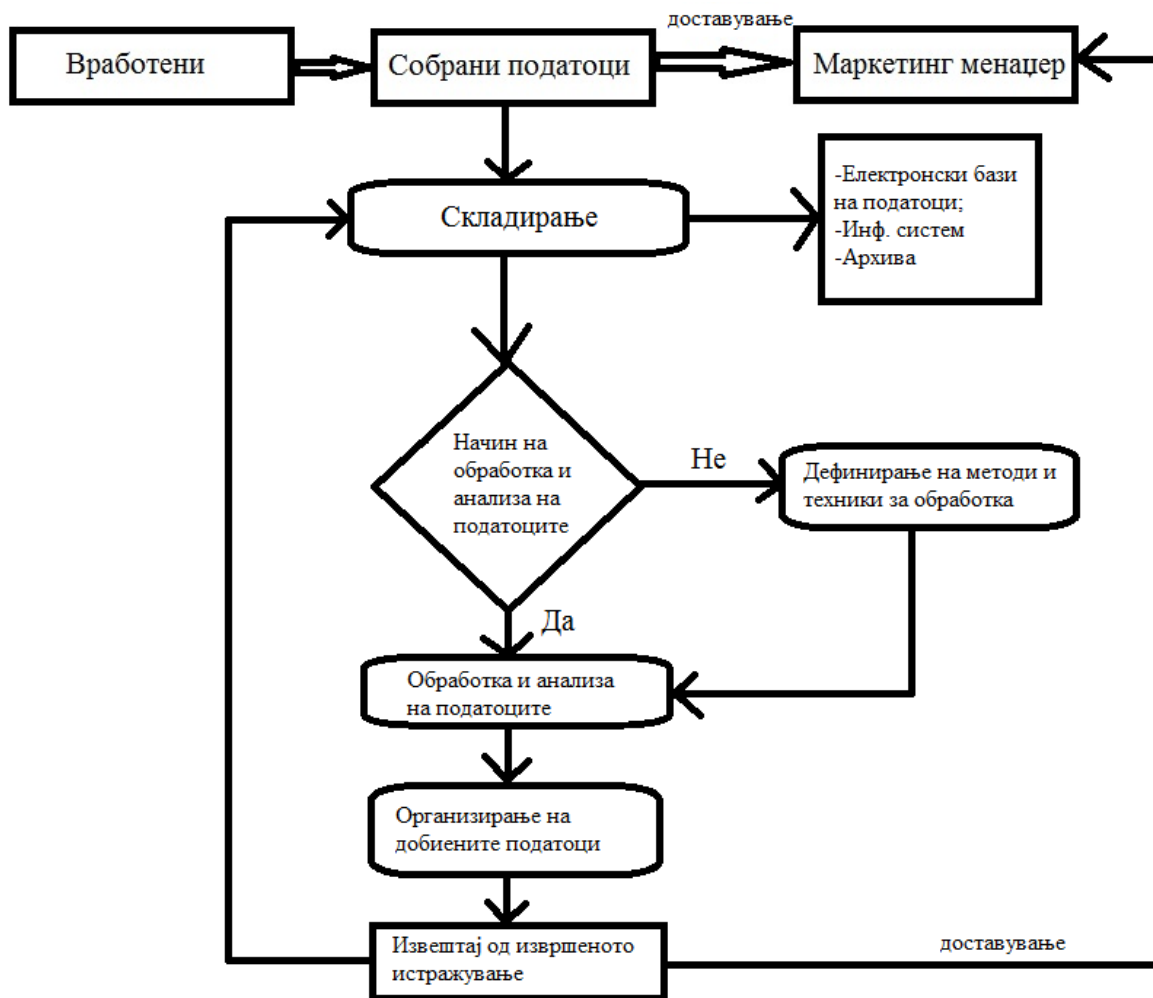 доставување
Вработени
Собрани податоци
Маркетинг менаџер
Складирање
-Електронски бази
на податоци;
-Инф. систем
-Архива
Начин на
обработка и
анализа на
податоците
Не
Дефинирање на методи и
техники за обработка
Да
Обработка и анализа
на податоците
Организирање на
добиените податоци
Извештај од извршеното
истражување
доставување